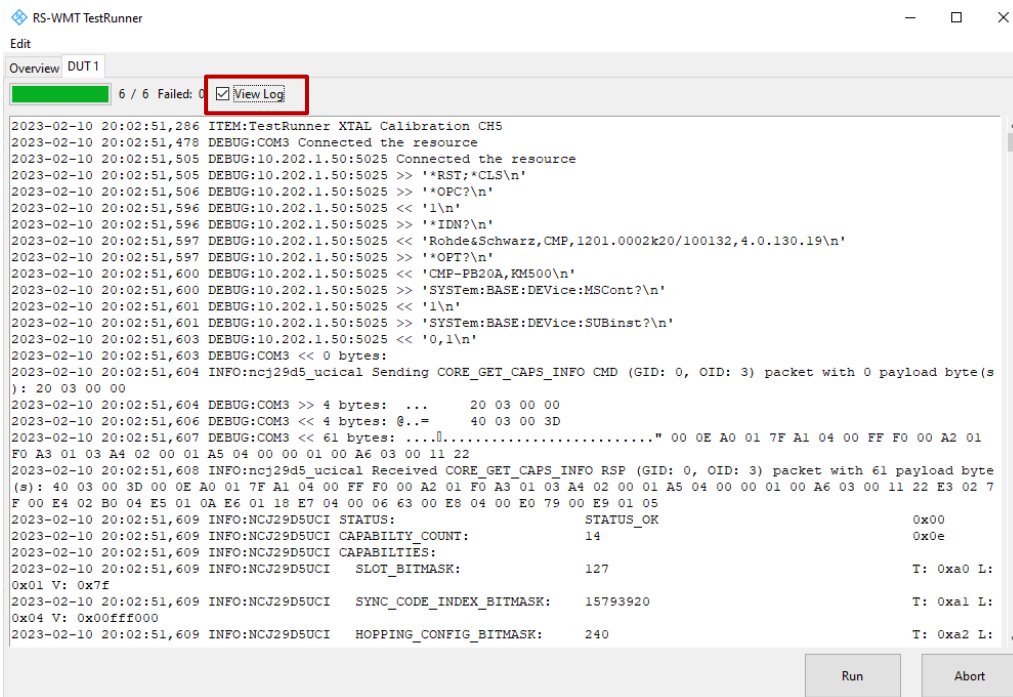 RS-WMT TestRunner
Edit
Overview DUT 1
6 / 6 Failed: 0 View Log
2023-02-10 20:02:51,286 ITEM:TestRunner XTAL Calibration CH5
2023-02-10 20:02:51,478 DEBUG:COM3 Connected the resource
2023-02-10 20:02:51,505 DEBUG:10.202.1.50:5025 Connected the resource
2023-02-10 20:02:51,505 DEBUG:10.202.1.50:5025 >> '*RST;*CLS\n'
2023-02-10 20:02:51,506 DEBUG:10.202.1.50:5025 >> '*OPC?\n'
2023-02-10 20:02:51,596 DEBUG:10.202.1.50:5025 << '1\n'
2023-02-10 20:02:51,596 DEBUG:10.202.1.50:5025 >> '*IDN?\n'
2023-02-10 20:02:51,597 DEBUG:10.202.1.50:5025 << 'Rohde&Schwarz,CMP,1201.0002k20/100132,4.0.130.19\n'
2023-02-10 20:02:51,597 DEBUG:10.202.1.50:5025 >> '*OPT?\n'
2023-02-10 20:02:51,600 DEBUG:10.202.1.50:5025 << 'CMP-PB20A,KM500\n'
2023-02-10 20:02:51,600 DEBUG:10.202.1.50:5025 >> 'SYSTem:BASE:DEVice:MSCont?\n'
2023-02-10 20:02:51,601 DEBUG:10.202.1.50:5025 << '1\n'
2023-02-10 20:02:51,601 DEBUG:10.202.1.50:5025 >> 'SYSTem:BASE:DEVice:SUBinst?\n'
2023-02-10 20:02:51,603 DEBUG:10.202.1.50:5025 << '0,1\n'
2023-02-10 20:02:51,603 DEBUG:COM3 << 0 bytes:
2023-02-10 20:02:51,604 INFO:ncj29d5_ucical Sending CORE_GET_CAPS_INFO CMD (GID: 0, OID: 3) packet with 0 payload byte(s
): 20 03 00 00
2023-02-10 20:02:51,604 DEBUG:COM3 >> 4 bytes: ... 20 03 00 00
2023-02-10 20:02:51,606 DEBUG:COM3 << 4 bytes: @..= 40 03 00 3D
2023-02-10 20:02:51,607 DEBUG:COM3 << 61 bytes: ....▯.........................." 00 0E A0 01 7F A1 04 00 FF F0 00 A2 01
F0 A3 01 03 A4 02 00 01 A5 04 00 00 01 00 A6 03 00 11 22
2023-02-10 20:02:51,608 INFO:ncj29d5_ucical Received CORE_GET_CAPS_INFO RSP (GID: 0, OID: 3) packet with 61 payload byte
(s): 40 03 00 3D 00 0E A0 01 7F A1 04 00 FF F0 00 A2 01 F0 A3 01 03 A4 02 00 01 A5 04 00 00 01 00 A6 03 00 11 22 E3 02 7
F 00 E4 02 B0 04 E5 01 0A E6 01 18 E7 04 00 06 63 00 E8 04 00 E0 79 00 E9 01 05
2023-02-10 20:02:51,609 INFO:NCJ29D5UCI STATUS: STATUS_OK 0x00
2023-02-10 20:02:51,609 INFO:NCJ29D5UCI CAPABILTY_COUNT: 14 0x0e
2023-02-10 20:02:51,609 INFO:NCJ29D5UCI CAPABILTIES:
2023-02-10 20:02:51,609 INFO:NCJ29D5UCI SLOT_BITMASK: 127 T: 0xa0 L:
0x01 V: 0x7f
2023-02-10 20:02:51,609 INFO:NCJ29D5UCI SYNC_CODE_INDEX_BITMASK: 15793920 T: 0xa1 L:
0x04 V: 0x00fff000
2023-02-10 20:02:51,609 INFO:NCJ29D5UCI HOPPING_CONFIG_BITMASK: 240 T: 0xa2 L:
Run Abort